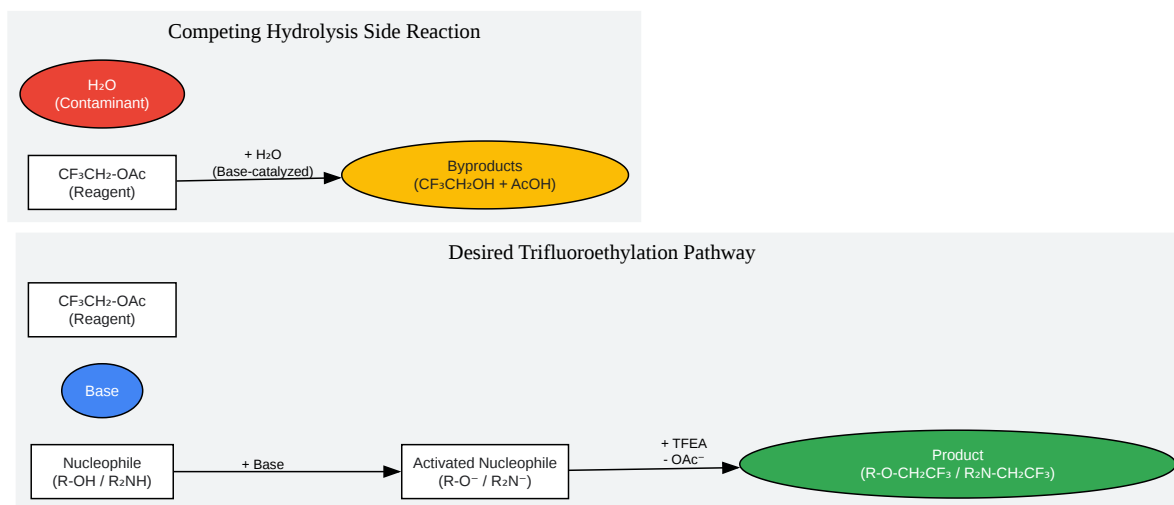 Competing Hydrolysis Side Reaction
H₂O
(Contaminant)
CF₃CH₂-OAc
(Reagent)
+ H₂O
(Base-catalyzed)
Byproducts
(CF₃CH₂OH + AcOH)
Desired Trifluoroethylation Pathway
CF₃CH₂-OAc
(Reagent)
Base
Nucleophile
(R-OH / R₂NH)
+ Base
Activated Nucleophile
(R-O⁻ / R₂N⁻)
+ TFEA
- OAc⁻
Product
(R-O-CH₂CF₃ / R₂N-CH₂CF₃)